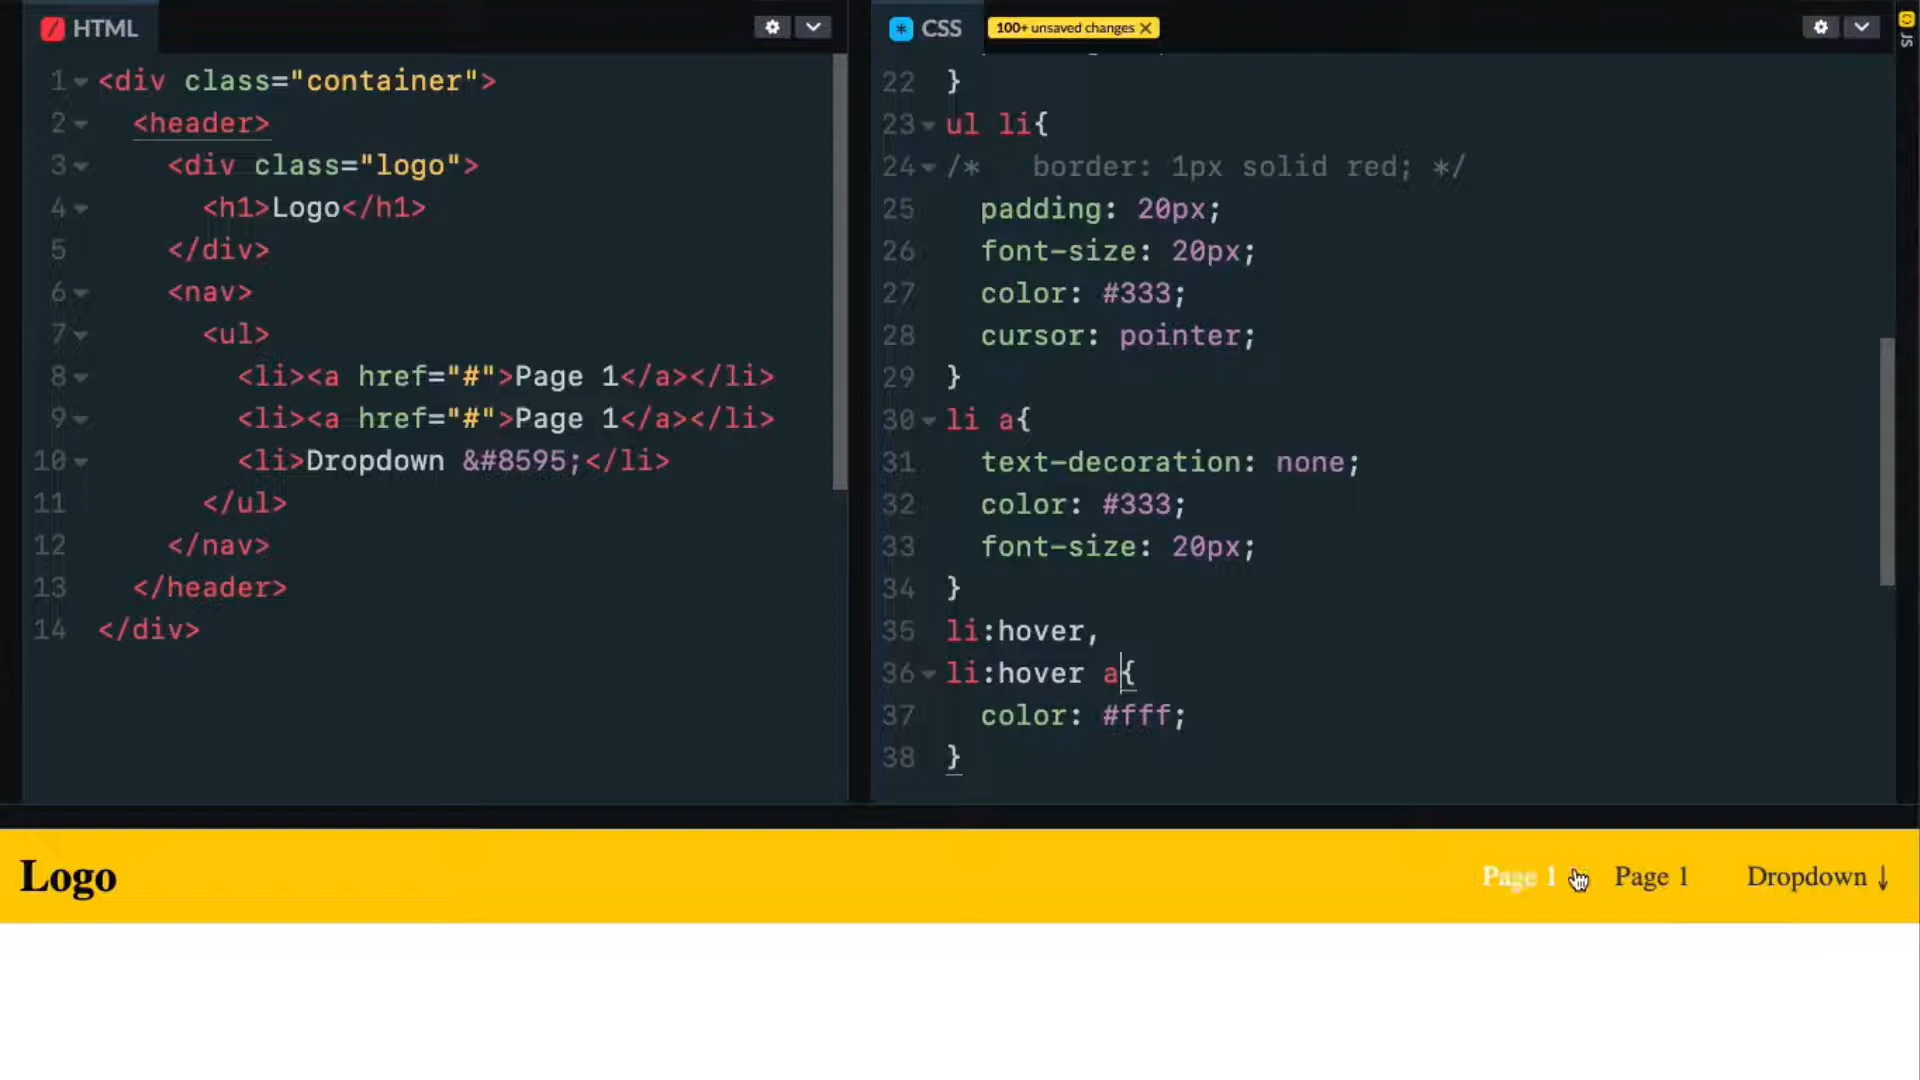 HTML
1 <div class="container">
2 <header>
3 <div class="logo">
4 <h1>Logo</h1>
5 </div>
6 <nav>
7 <ul>
8 <li><a href="#">Page 1</a></li>
9 <li><a href="#">Page 1</a></li>
10 <li>Dropdown &#8595;</li>
11 </ul>
12 </nav>
13 </header>
14 </div>
CSS 100+ unsaved changes ×
22 }
23 ul li{
24 /* border: 1px solid red; */
25 padding: 20px;
26 font-size: 20px;
27 color: #333;
28 cursor: pointer;
29 }
30 li a{
31 text-decoration: none;
32 color: #333;
33 font-size: 20px;
34 }
35 li:hover,
36 li:hover a{
37 color: #fff;
38 }
JS
Logo Page 1 Page 1 Dropdown ↓